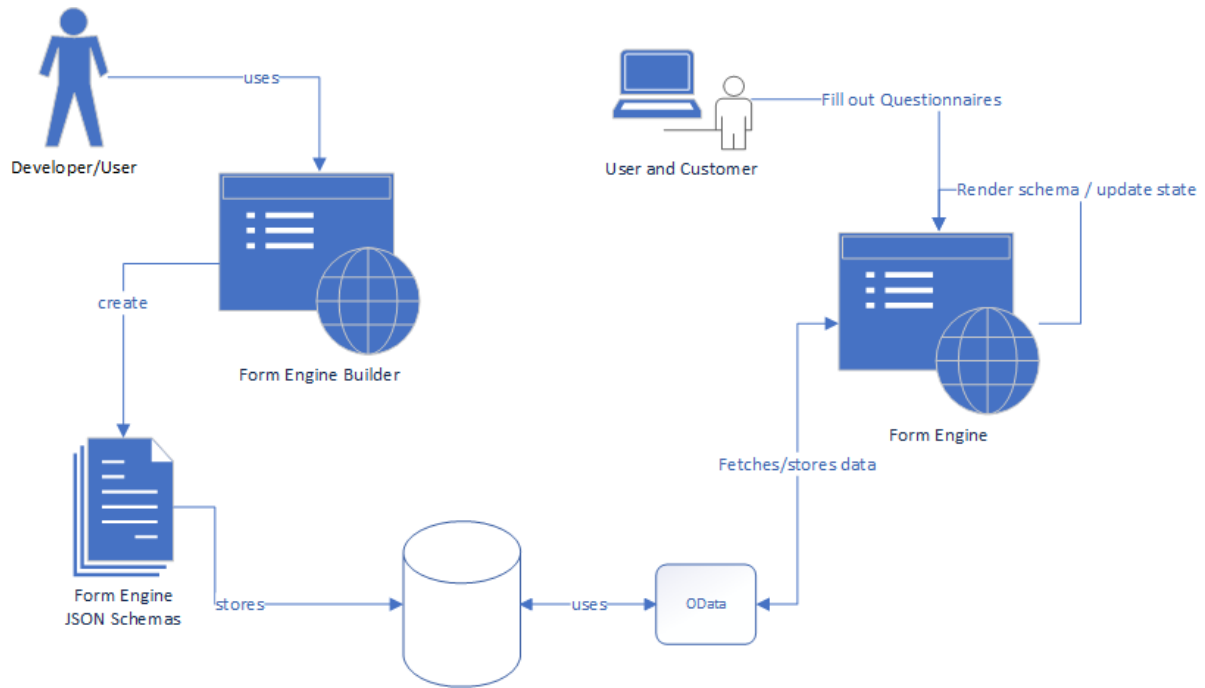 uses
Developer/User
Fill out Questionnaires
User and Customer
Render schema / update state
create
Form Engine Builder
Form Engine
Fetches/stores data
Form Engine
JSON Schemas
stores
uses
OData